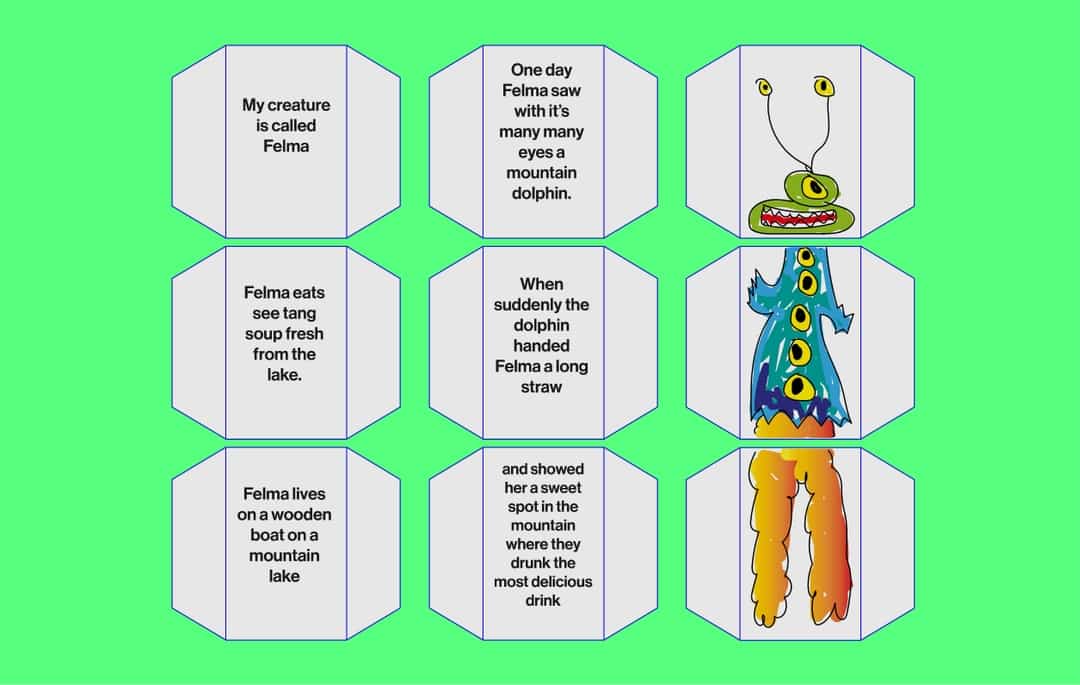 My creature
is called
Felma
Felma eats
see tang
soup fresh
from the
lake.
Felma lives
on a wooden
boat on a
mountain
lake
One day
Felma saw
with it’s
many many
eyes a
mountain
dolphin.
When
suddenly the
dolphin
handed
Felma a long
straw
and showed
her a sweet
spot in the
mountain
where they
drunk the
most delicious
drink